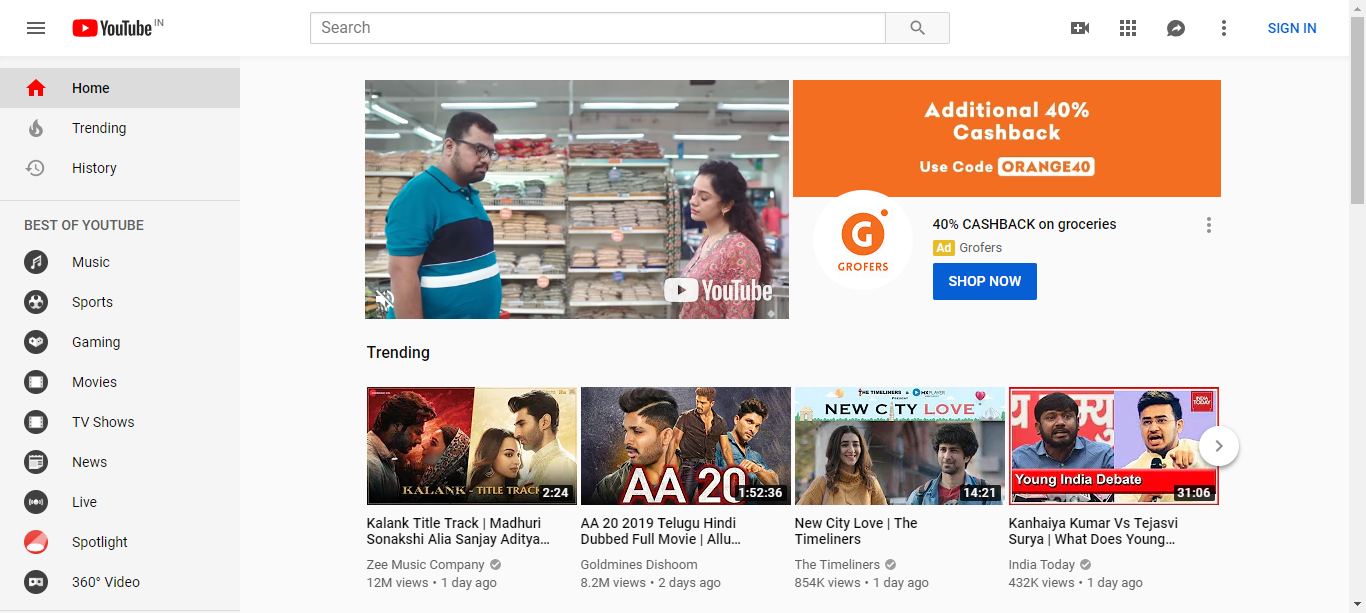 YouTube IN
Search
SIGN IN
Home
Trending
History
BEST OF YOUTUBE
Music
Sports
Gaming
Movies
TV Shows
News
Live
Spotlight
360° Video
YouTube
Additional 40%
Cashback
Use Code ORANGE40
G
GROFERS
40% CASHBACK on groceries
Ad Grofers
SHOP NOW
Trending
KALANK - TITLE TRACK
2:24
Kalank Title Track | Madhuri
Sonakshi Alia Sanjay Aditya...
Zee Music Company
12M views • 1 day ago
AA 20
1:52:36
AA 20 2019 Telugu Hindi
Dubbed Full Movie | Allu...
Goldmines Dishoom
8.2M views • 2 days ago
THE TIMELINERS & MXPLAYER
NEW CITY LOVE
14:21
New City Love | The
Timeliners
The Timeliners
854K views • 1 day ago
INDIA
TODAY
Young India Debate
31:06
Kanhaiya Kumar Vs Tejasvi
Surya | What Does Young...
India Today
432K views • 1 day ago